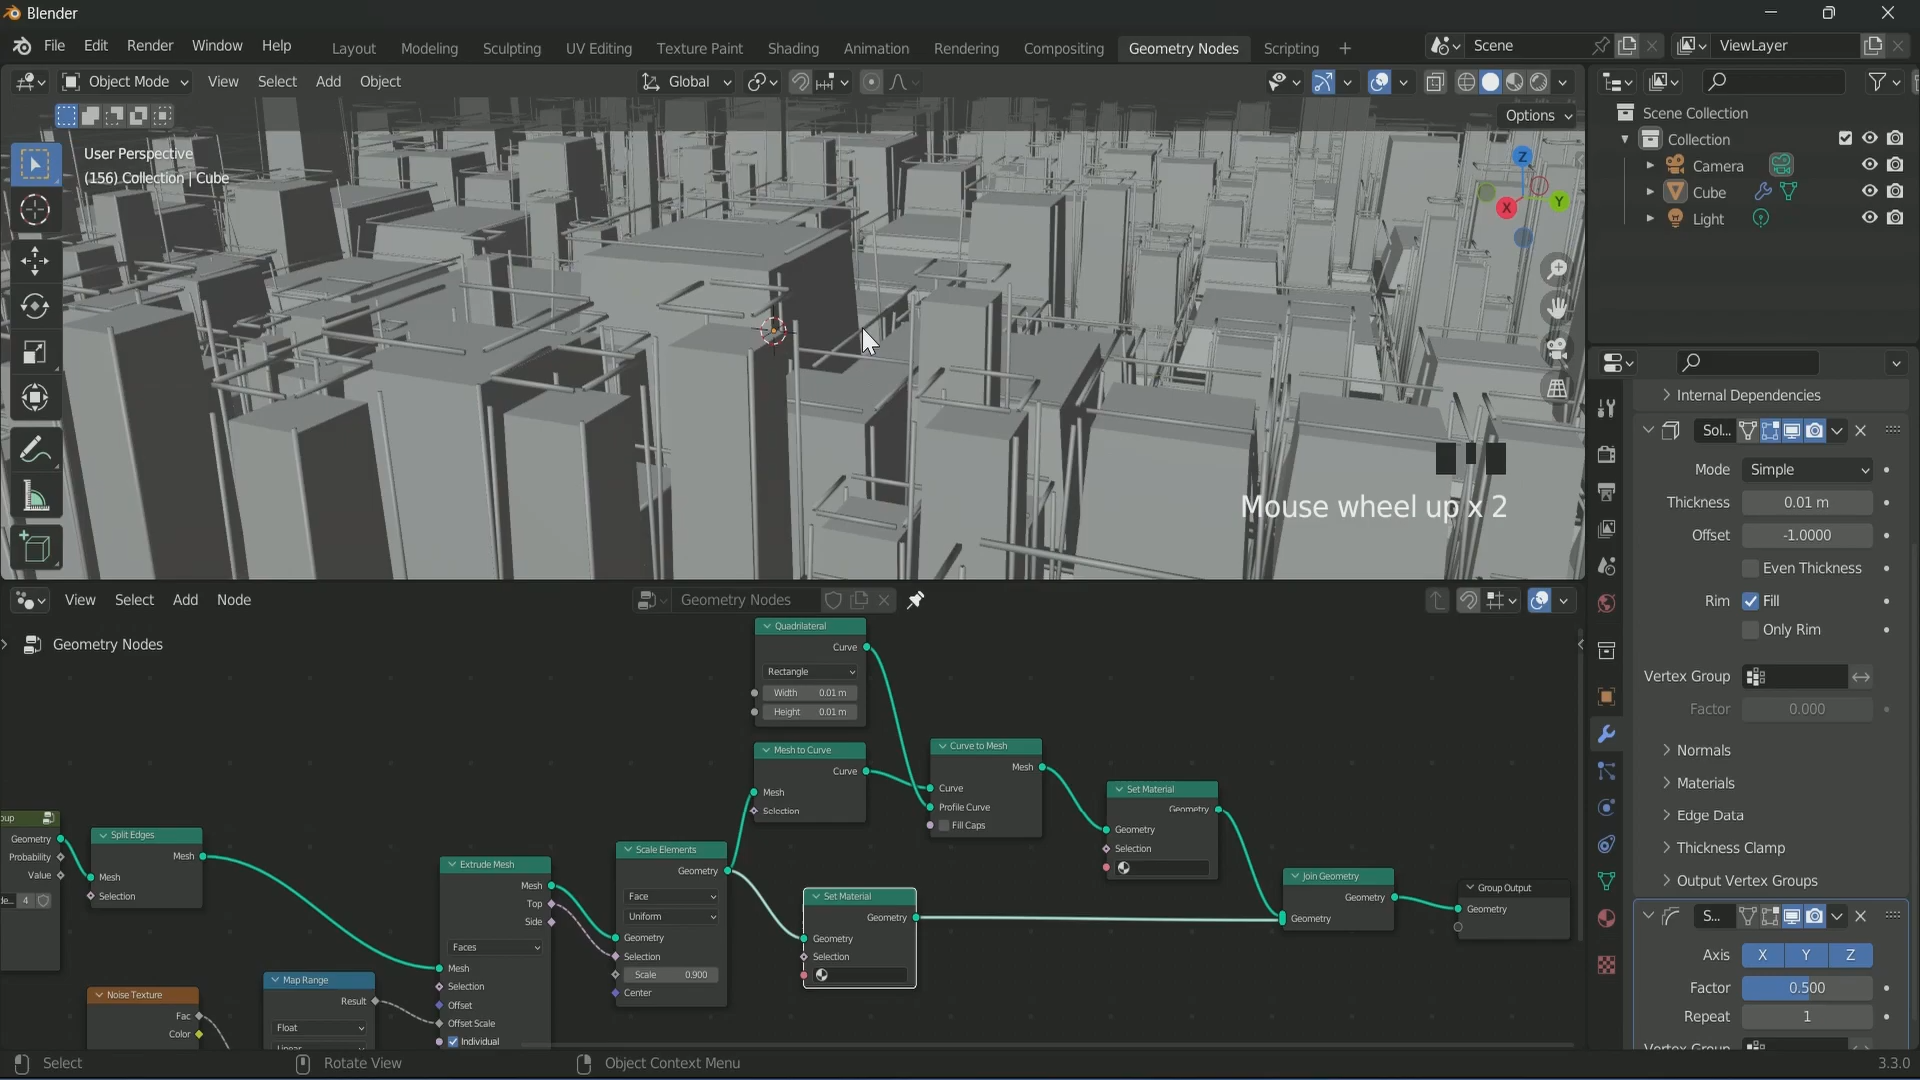 Blender
File Edit Render Window Help Layout Modeling Sculpting UV Editing Texture Paint Shading Animation Rendering Compositing Geometry Nodes Scripting + Scene ViewLayer
Object Mode View Select Add Object Global
Options
User Perspective
(156) Collection | Cube
Z
Y
X
Mouse wheel up x 2
Scene Collection
Collection
Camera
Cube
Light
Internal Dependencies
Sol...
Mode Simple
Thickness 0.01 m
Offset -1.0000
Even Thickness
Rim Fill
Only Rim
Vertex Group
Factor 0.000
Normals
Materials
Edge Data
Thickness Clamp
Output Vertex Groups
S...
Axis X Y Z
Factor 0.500
Repeat 1
Vertex Group
View Select Add Node Geometry Nodes
Geometry Nodes
oup
Geometry
Probability
Value
de... 4
Split Edges
Mesh
Mesh
Selection
Noise Texture
Fac
Color
Map Range
Result
Float
Linear
Extrude Mesh
Mesh
Top
Side
Faces
Mesh
Selection
Offset
Offset Scale
Individual
Scale Elements
Geometry
Face
Uniform
Geometry
Selection
Scale 0.900
Center
Quadrilateral
Curve
Rectangle
Width 0.01 m
Height 0.01 m
Mesh to Curve
Curve
Mesh
Selection
Set Material
Geometry
Geometry
Selection
Curve to Mesh
Mesh
Curve
Profile Curve
Fill Caps
Set Material
Geometry
Geometry
Selection
Join Geometry
Geometry
Geometry
Group Output
Geometry
Select Rotate View Object Context Menu 3.3.0